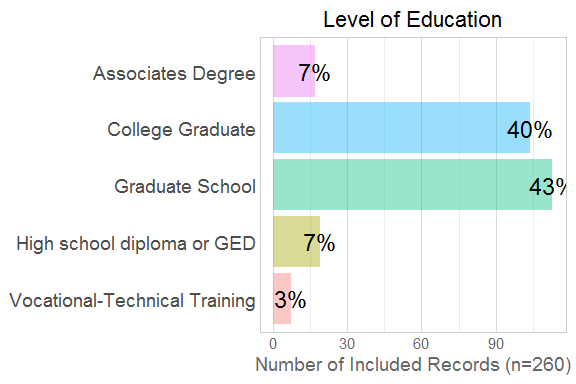 Level of Education
Associates Degree 7%
College Graduate 40%
Graduate School 43%
High school diploma or GED 7%
Vocational-Technical Training 3%
0 30 60 90
Number of Included Records (n=260)